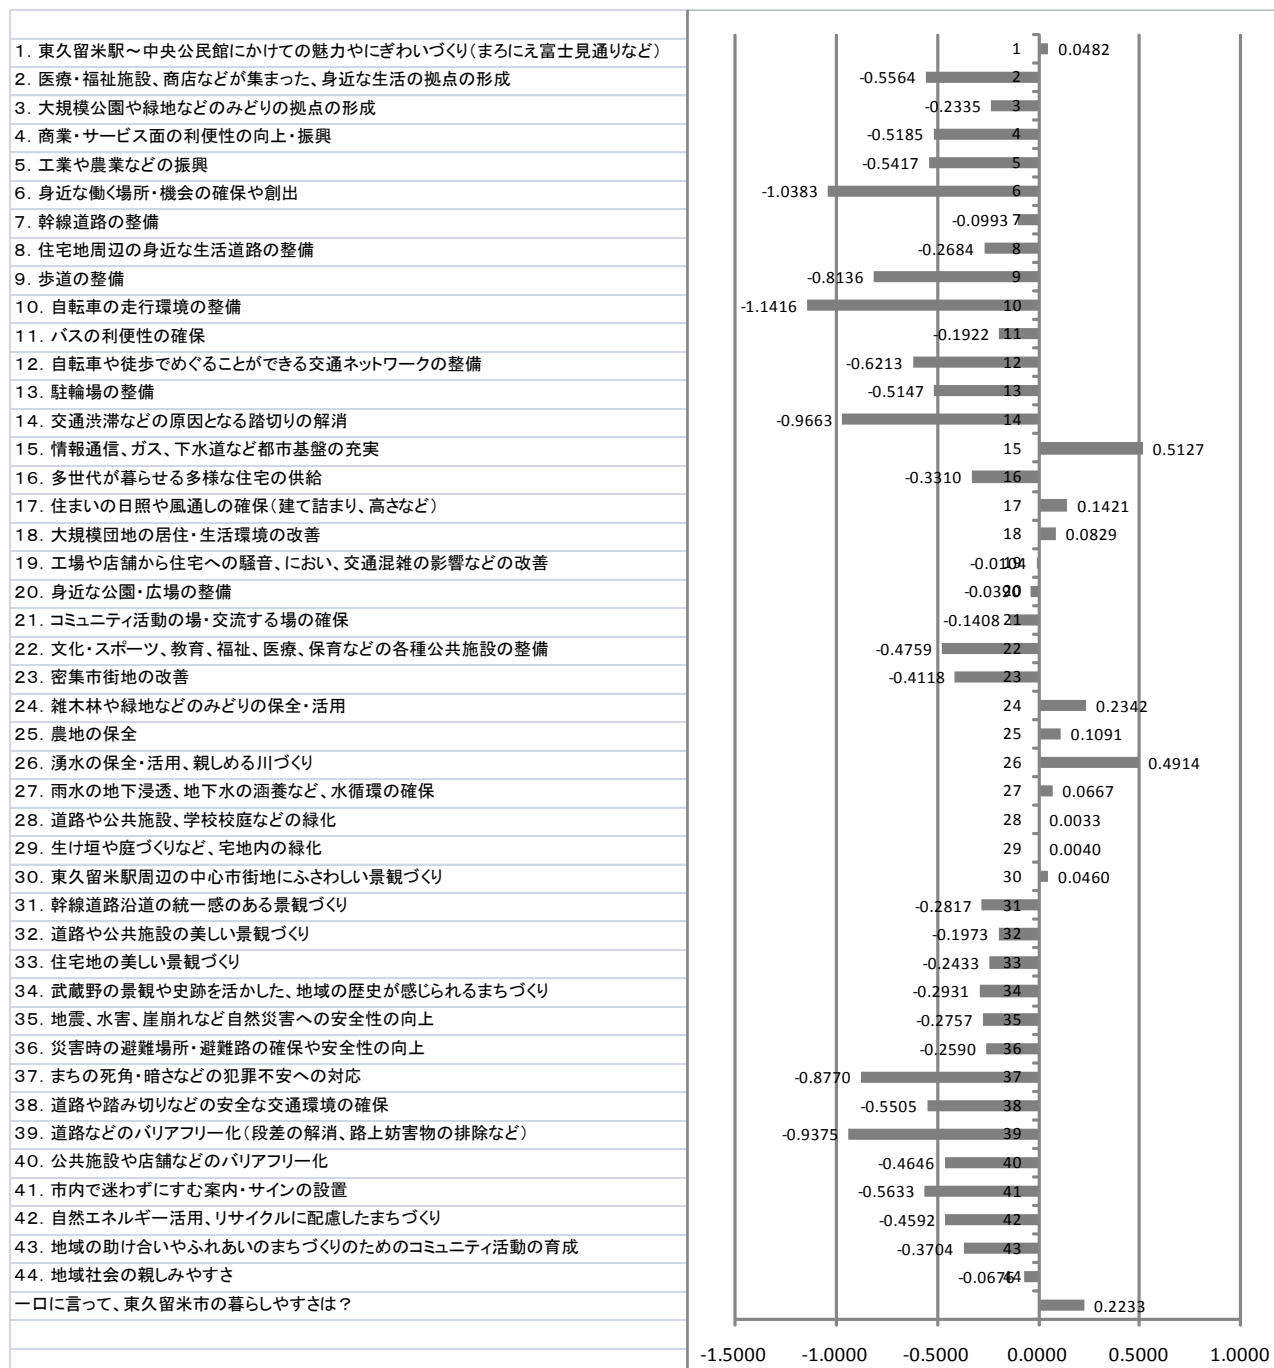 1. 東久留米駅～中央公民館にかけての魅力やにぎわいづくり(まろにえ富士見通りなど) 1 0.0482
2. 医療・福祉施設、商店などが集まった、身近な生活の拠点の形成 -0.5564 2
3. 大規模公園や緑地などのみどりの拠点の形成 -0.2335 3
4. 商業・サービス面の利便性の向上・振興 -0.5185 4
5. 工業や農業などの振興 -0.5417 5
6. 身近な働く場所・機会の確保や創出 -1.0383 6
7. 幹線道路の整備 -0.0993 7
8. 住宅地周辺の身近な生活道路の整備 -0.2684 8
9. 歩道の整備 -0.8136 9
10. 自転車の走行環境の整備 -1.1416 10
11. バスの利便性の確保 -0.1922 11
12. 自転車や徒歩でめぐることができる交通ネットワークの整備 -0.6213 12
13. 駐輪場の整備 -0.5147 13
14. 交通渋滞などの原因となる踏切りの解消 -0.9663 14
15. 情報通信、ガス、下水道など都市基盤の充実 15 0.5127
16. 多世代が暮らせる多様な住宅の供給 -0.3310 16
17. 住まいの日照や風通しの確保(建て詰まり、高さなど) 17 0.1421
18. 大規模団地の居住・生活環境の改善 18 0.0829
19. 工場や店舗から住宅への騒音、におい、交通混雑の影響などの改善 -0.0104 19
20. 身近な公園・広場の整備 -0.0390 20
21. コミュニティ活動の場・交流する場の確保 -0.1408 21
22. 文化・スポーツ、教育、福祉、医療、保育などの各種公共施設の整備 -0.4759 22
23. 密集市街地の改善 -0.4118 23
24. 雑木林や緑地などのみどりの保全・活用 24 0.2342
25. 農地の保全 25 0.1091
26. 湧水の保全・活用、親しめる川づくり 26 0.4914
27. 雨水の地下浸透、地下水の涵養など、水循環の確保 27 0.0667
28. 道路や公共施設、学校校庭などの緑化 28 0.0033
29. 生け垣や庭づくりなど、宅地内の緑化 29 0.0040
30. 東久留米駅周辺の中心市街地にふさわしい景観づくり 30 0.0460
31. 幹線道路沿道の統一感のある景観づくり -0.2817 31
32. 道路や公共施設の美しい景観づくり -0.1973 32
33. 住宅地の美しい景観づくり -0.2433 33
34. 武蔵野の景観や史跡を活かした、地域の歴史が感じられるまちづくり -0.2931 34
35. 地震、水害、崖崩れなど自然災害への安全性の向上 -0.2757 35
36. 災害時の避難場所・避難路の確保や安全性の向上 -0.2590 36
37. まちの死角・暗さなどの犯罪不安への対応 -0.8770 37
38. 道路や踏み切りなどの安全な交通環境の確保 -0.5505 38
39. 道路などのバリアフリー化(段差の解消、路上妨害物の排除など) -0.9375 39
40. 公共施設や店舗などのバリアフリー化 -0.4646 40
41. 市内で迷わずにすむ案内・サインの設置 -0.5633 41
42. 自然エネルギー活用、リサイクルに配慮したまちづくり -0.4592 42
43. 地域の助け合いやふれあいのまちづくりのためのコミュニティ活動の育成 -0.3704 43
44. 地域社会の親しみやすさ -0.0676 44
一口に言って、東久留米市の暮らしやすさは? 0.2233
-1.5000 -1.0000 -0.5000 0.0000 0.5000 1.0000